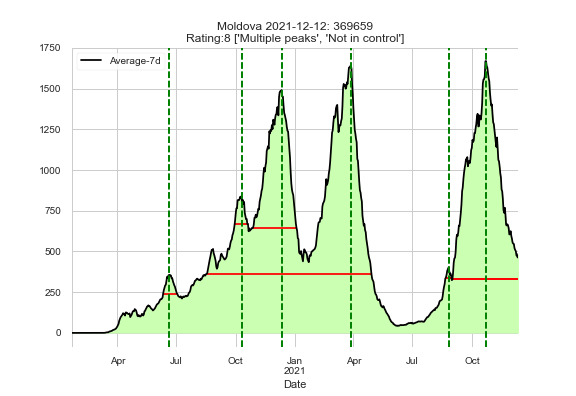 Moldova 2021-12-12: 369659
Rating:8 ['Multiple peaks', 'Not in control']
1750
Average-7d
1500
1250
1000
750
500
250
0
Apr Jul Oct Jan Apr Jul Oct
2021
Date